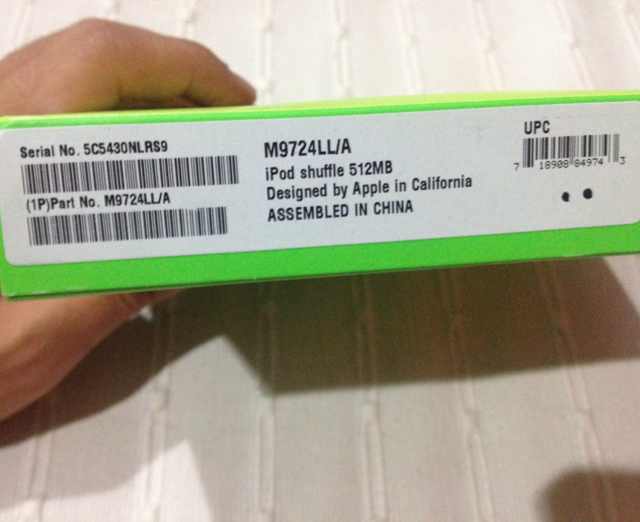 Serial No. 5C5430NLRS9
(1P)Part No. M9724LL/A
M9724LL/A
iPod shuffle 512MB
Designed by Apple in California
ASSEMBLED IN CHINA
UPC
7 18908 84974 3